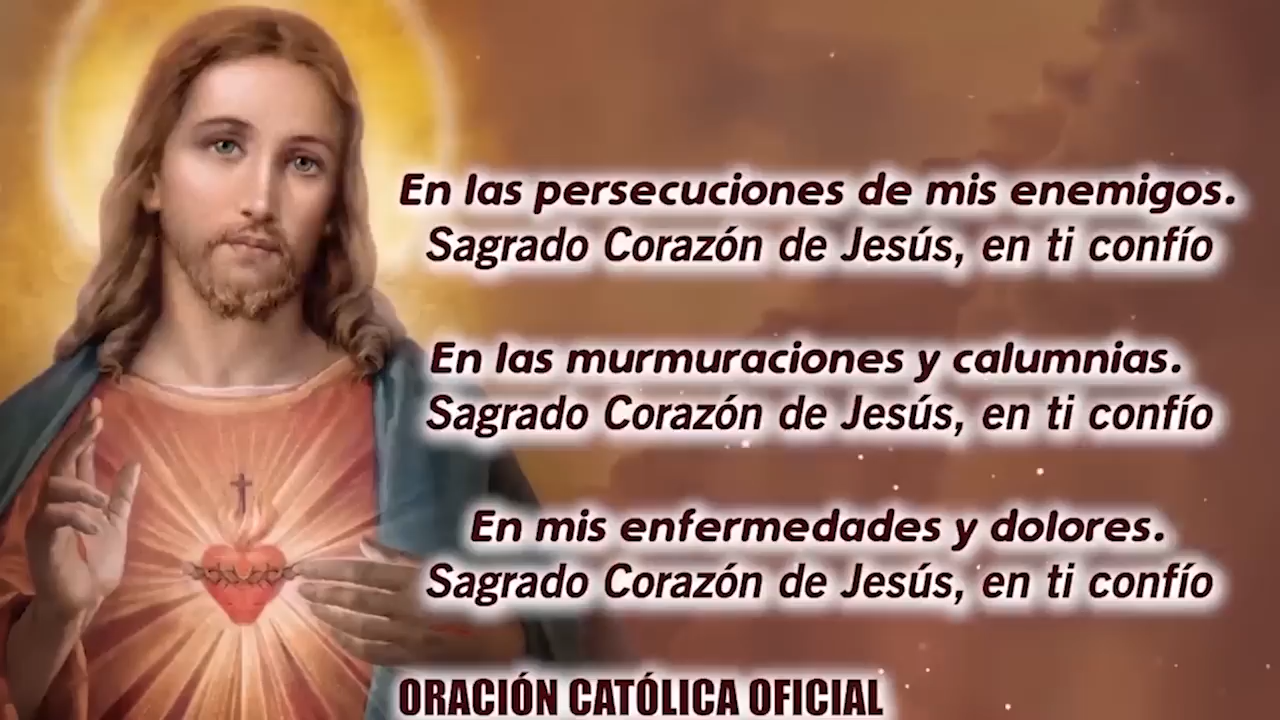 En las persecuciones de mis enemigos.
Sagrado Corazón de Jesús, en ti confío
En las murmuraciones y calumnias.
Sagrado Corazón de Jesús, en ti confío
En mis enfermedades y dolores.
Sagrado Corazón de Jesús, en ti confío
ORACIÓN CATÓLICA OFICIAL